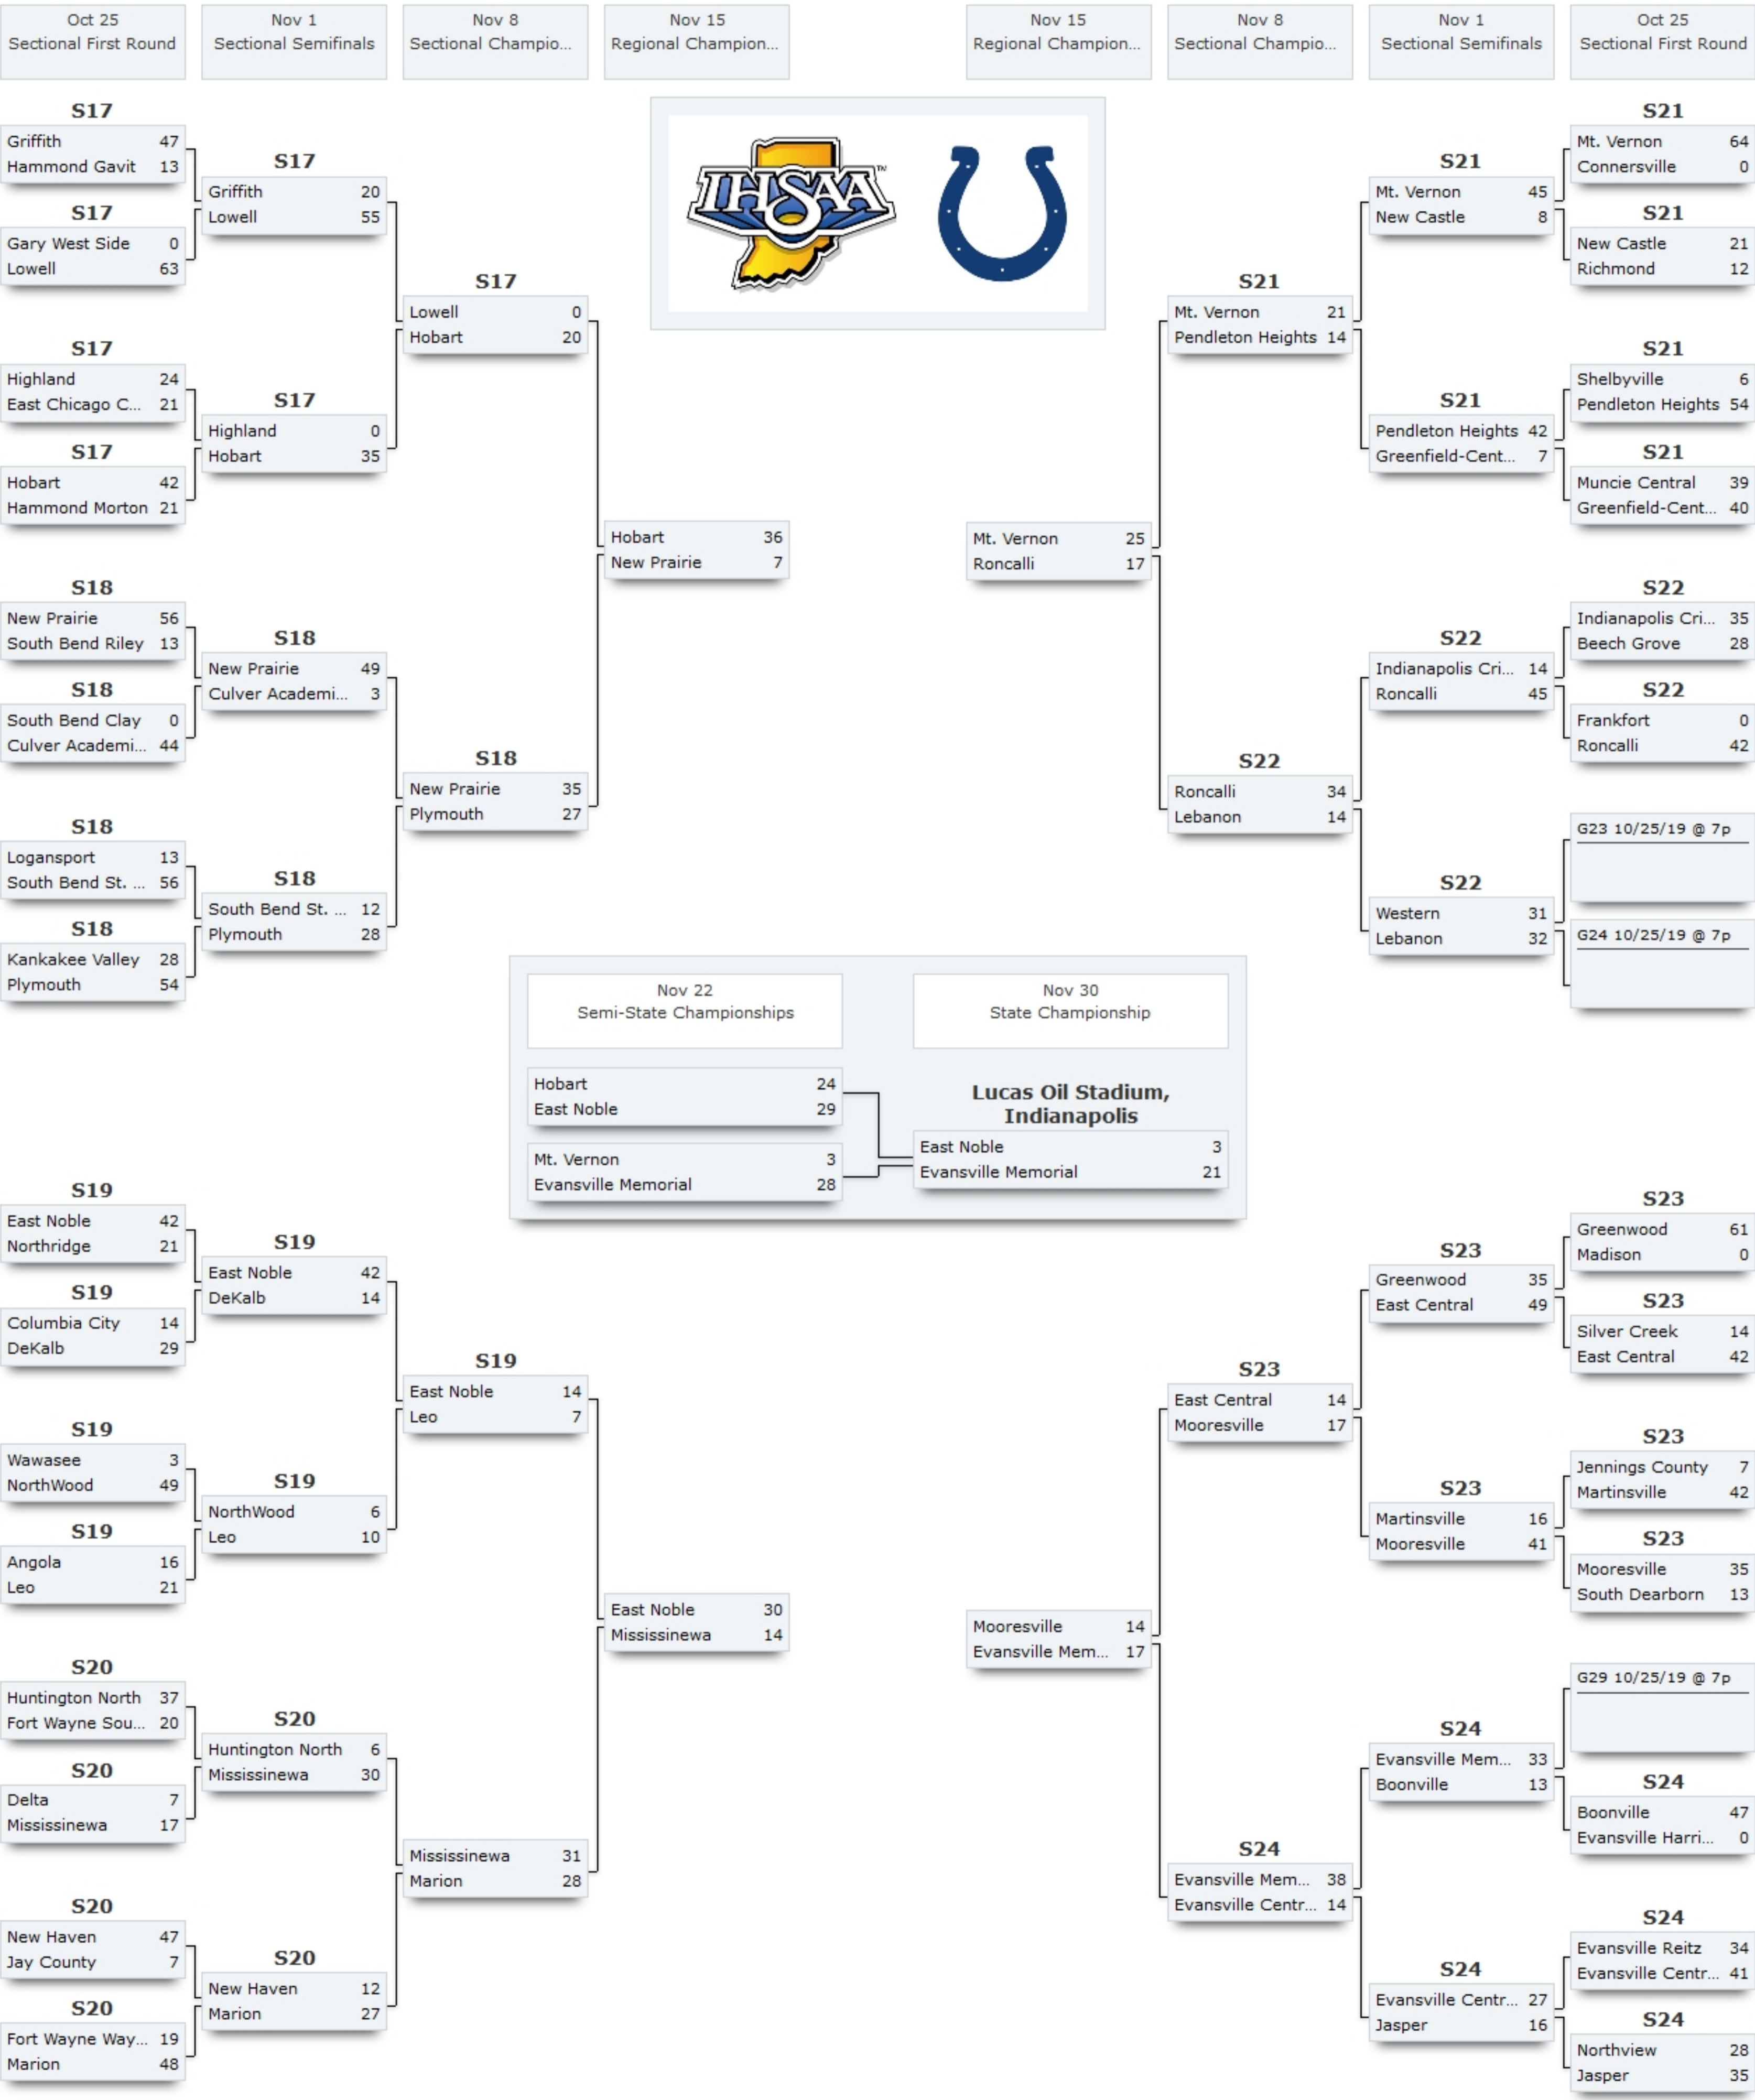 Oct 25
Sectional First Round
Nov 1
Sectional Semifinals
Nov 8
Sectional Champio...
Nov 15
Regional Champion...
Nov 15
Regional Champion...
Nov 8
Sectional Champio...
Nov 1
Sectional Semifinals
Oct 25
Sectional First Round
S17
Griffith 47
Hammond Gavit 13
S17
Gary West Side 0
Lowell 63
S17
Highland 24
East Chicago C... 21
S17
Hobart 42
Hammond Morton 21
S18
New Prairie 56
South Bend Riley 13
S18
South Bend Clay 0
Culver Academi... 44
S18
Logansport 13
South Bend St. ... 56
S18
Kankakee Valley 28
Plymouth 54
S17
Griffith 20
Lowell 55
S17
Highland 0
Hobart 35
S18
New Prairie 49
Culver Academi... 3
S18
South Bend St. ... 12
Plymouth 28
S17
Lowell 0
Hobart 20
S18
New Prairie 35
Plymouth 27
Hobart 36
New Prairie 7
IHSAA™
Mt. Vernon 25
Roncalli 17
S21
Mt. Vernon 21
Pendleton Heights 14
S22
Roncalli 34
Lebanon 14
S21
Mt. Vernon 45
New Castle 8
S21
Pendleton Heights 42
Greenfield-Cent... 7
S22
Indianapolis Cri... 14
Roncalli 45
S22
Western 31
Lebanon 32
S21
Mt. Vernon 64
Connersville 0
S21
New Castle 21
Richmond 12
S21
Shelbyville 6
Pendleton Heights 54
S21
Muncie Central 39
Greenfield-Cent... 40
S22
Indianapolis Cri... 35
Beech Grove 28
S22
Frankfort 0
Roncalli 42
G23 10/25/19 @ 7p
G24 10/25/19 @ 7p
Nov 22
Semi-State Championships
Nov 30
State Championship
Hobart 24
East Noble 29
Mt. Vernon 3
Evansville Memorial 28
Lucas Oil Stadium,
Indianapolis
East Noble 3
Evansville Memorial 21
S19
East Noble 42
Northridge 21
S19
Columbia City 14
DeKalb 29
S19
Wawasee 3
NorthWood 49
S19
Angola 16
Leo 21
S20
Huntington North 37
Fort Wayne Sou... 20
S20
Delta 7
Mississinewa 17
S20
New Haven 47
Jay County 7
S20
Fort Wayne Way... 19
Marion 48
S19
East Noble 42
DeKalb 14
S19
NorthWood 6
Leo 10
S20
Huntington North 6
Mississinewa 30
S20
New Haven 12
Marion 27
S19
East Noble 14
Leo 7
Mississinewa 31
Marion 28
East Noble 30
Mississinewa 14
Mooresville 14
Evansville Mem... 17
S23
East Central 14
Mooresville 17
S24
Evansville Mem... 38
Evansville Centr... 14
S23
Greenwood 35
East Central 49
S23
Martinsville 16
Mooresville 41
S24
Evansville Mem... 33
Boonville 13
S24
Evansville Centr... 27
Jasper 16
S23
Greenwood 61
Madison 0
S23
Silver Creek 14
East Central 42
S23
Jennings County 7
Martinsville 42
S23
Mooresville 35
South Dearborn 13
G29 10/25/19 @ 7p
S24
Boonville 47
Evansville Harri... 0
S24
Evansville Reitz 34
Evansville Centr... 41
S24
Northview 28
Jasper 35